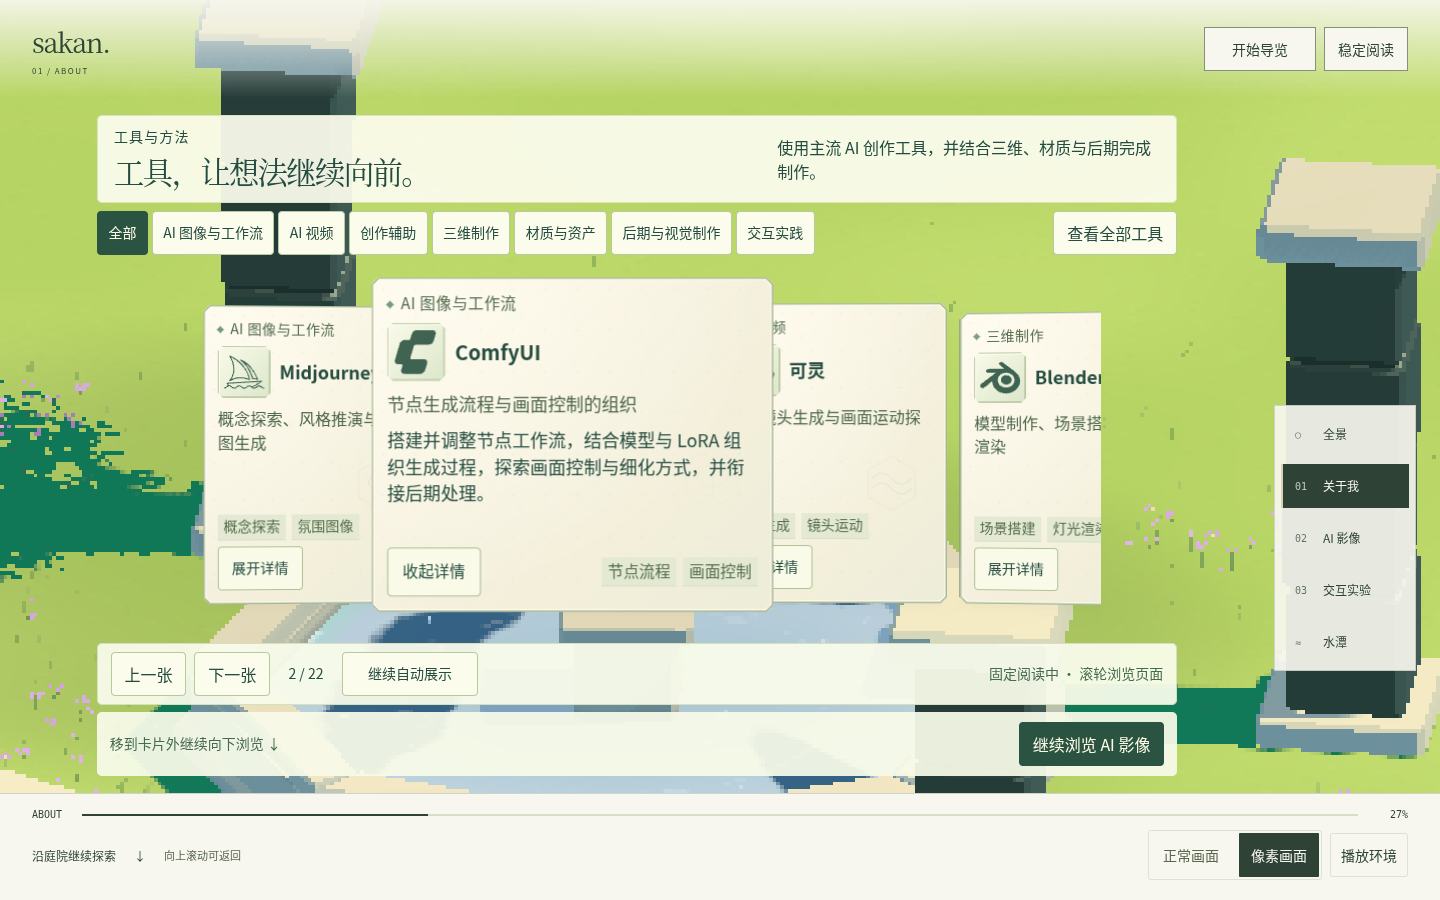 sakan.
01 / ABOUT
开始导览
稳定阅读
工具与方法
工具，让想法继续向前。
使用主流 AI 创作工具，并结合三维、材质与后期完成
制作。
全部
AI 图像与工作流
AI 视频
创作辅助
三维制作
材质与资产
后期与视觉制作
交互实践
查看全部工具
AI 图像与工作流
Midjourne
概念探索、风格推演与
图生成
概念探索
氛围图像
展开详情
AI 图像与工作流
ComfyUI
节点生成流程与画面控制的组织
搭建并调整节点工作流，结合模型与 LoRA 组
织生成过程，探索画面控制与细化方式，并衔
接后期处理。
收起详情
节点流程
画面控制
频
可灵
镜头生成与画面运动探
生成
镜头运动
详情
三维制作
Blender
模型制作、场景搭
渲染
场景搭建
灯光渲染
展开详情
全景
01 关于我
02 AI 影像
03 交互实验
≈ 水潭
上一张
下一张
2 / 22
继续自动展示
固定阅读中 · 滚轮浏览页面
移到卡片外继续向下浏览 ↓
继续浏览 AI 影像
ABOUT
27%
沿庭院继续探索 ↓ 向上滚动可返回
正常画面
像素画面
播放环境